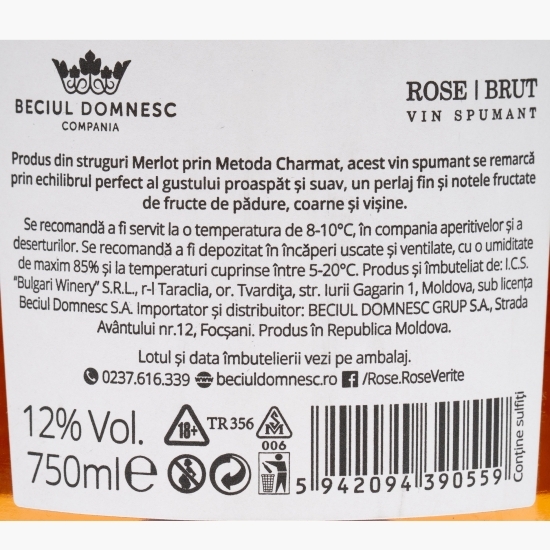 BECIUL DOMNESC
COMPANIA
ROSE | BRUT
VIN SPUMANT
Produs din struguri Merlot prin Metoda Charmat, acest vin spumant se remarcă
prin echilibrul perfect al gustului proaspăt și suav, un perlaj fin și notele fructate
de fructe de pădure, coarne și vișine.
Se recomandă a fi servit la o temperatura de 8-10°C, în compania aperitivelor și a
deserturilor. Se recomandă a fi depozitat în încăperi uscate și ventilate, cu o umiditate
de maxim 85% și la temperaturi cuprinse între 5-20°C. Produs și îmbuteliat de: I.C.S.
"Bulgari Winery" S.R.L., r-l Taraclia, or. Tvardiţa, str. Iurii Gagarin 1, Moldova, sub licența
Beciul Domnesc S.A. Importator și distribuitor: BECIUL DOMNESC GRUP S.A., Strada
Avântului nr.12, Focșani. Produs în Republica Moldova.
Lotul și data îmbutelierii vezi pe ambalaj.
0237.616.339 beciuldomnesc.ro /Rose.RoseVerite
12% Vol.
750ml e
18+
TR 356
SM
006
5 942094 390559
Conține sulfiți